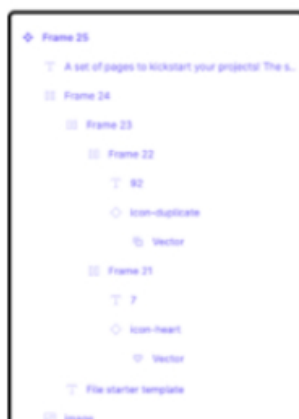 Frame 25
A set of pages to kickstart your projects! The s...
Frame 24
Frame 23
Frame 22
92
icon-duplicate
Vector
Frame 21
7
icon-heart
Vector
File starter template